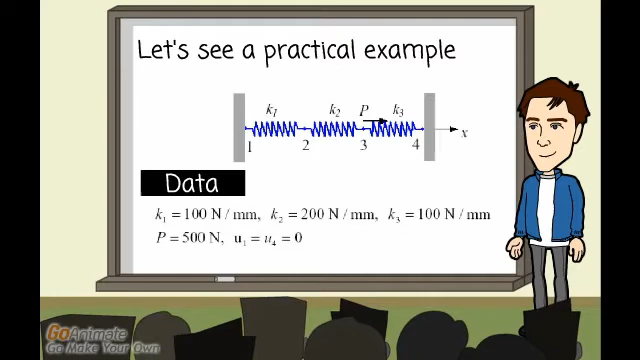 Let's see a practical example
k₁ k₂ P k₃
1 2 3 4 x
Data
k₁ = 100 N / mm, k₂ = 200 N / mm, k₃ = 100 N / mm
P = 500 N, u₁ = u₄ = 0
GoAnimate
Go Make Your Own